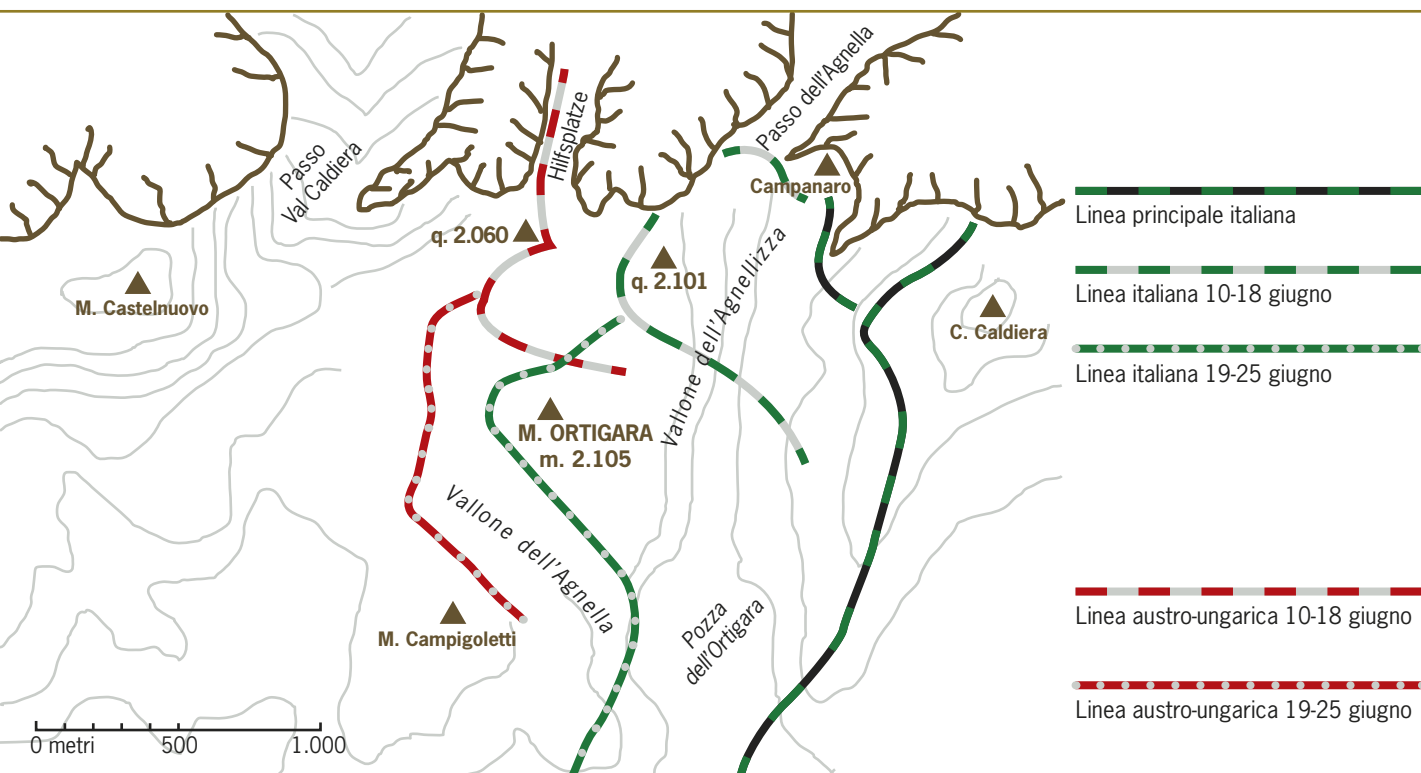 Passo
Val Caldiera
Hilfsplatze
Passo dell'Agnella
Campanaro
q. 2.060
q. 2.101
M. Castelnuovo
C. Caldiera
Vallone dell'Agnellizza
M. ORTIGARA
m. 2.105
Vallone dell'Agnella
M. Campigoletti
Pozza
dell'Ortigara
0 metri 500 1.000
Linea principale italiana
Linea italiana 10-18 giugno
Linea italiana 19-25 giugno
Linea austro-ungarica 10-18 giugno
Linea austro-ungarica 19-25 giugno